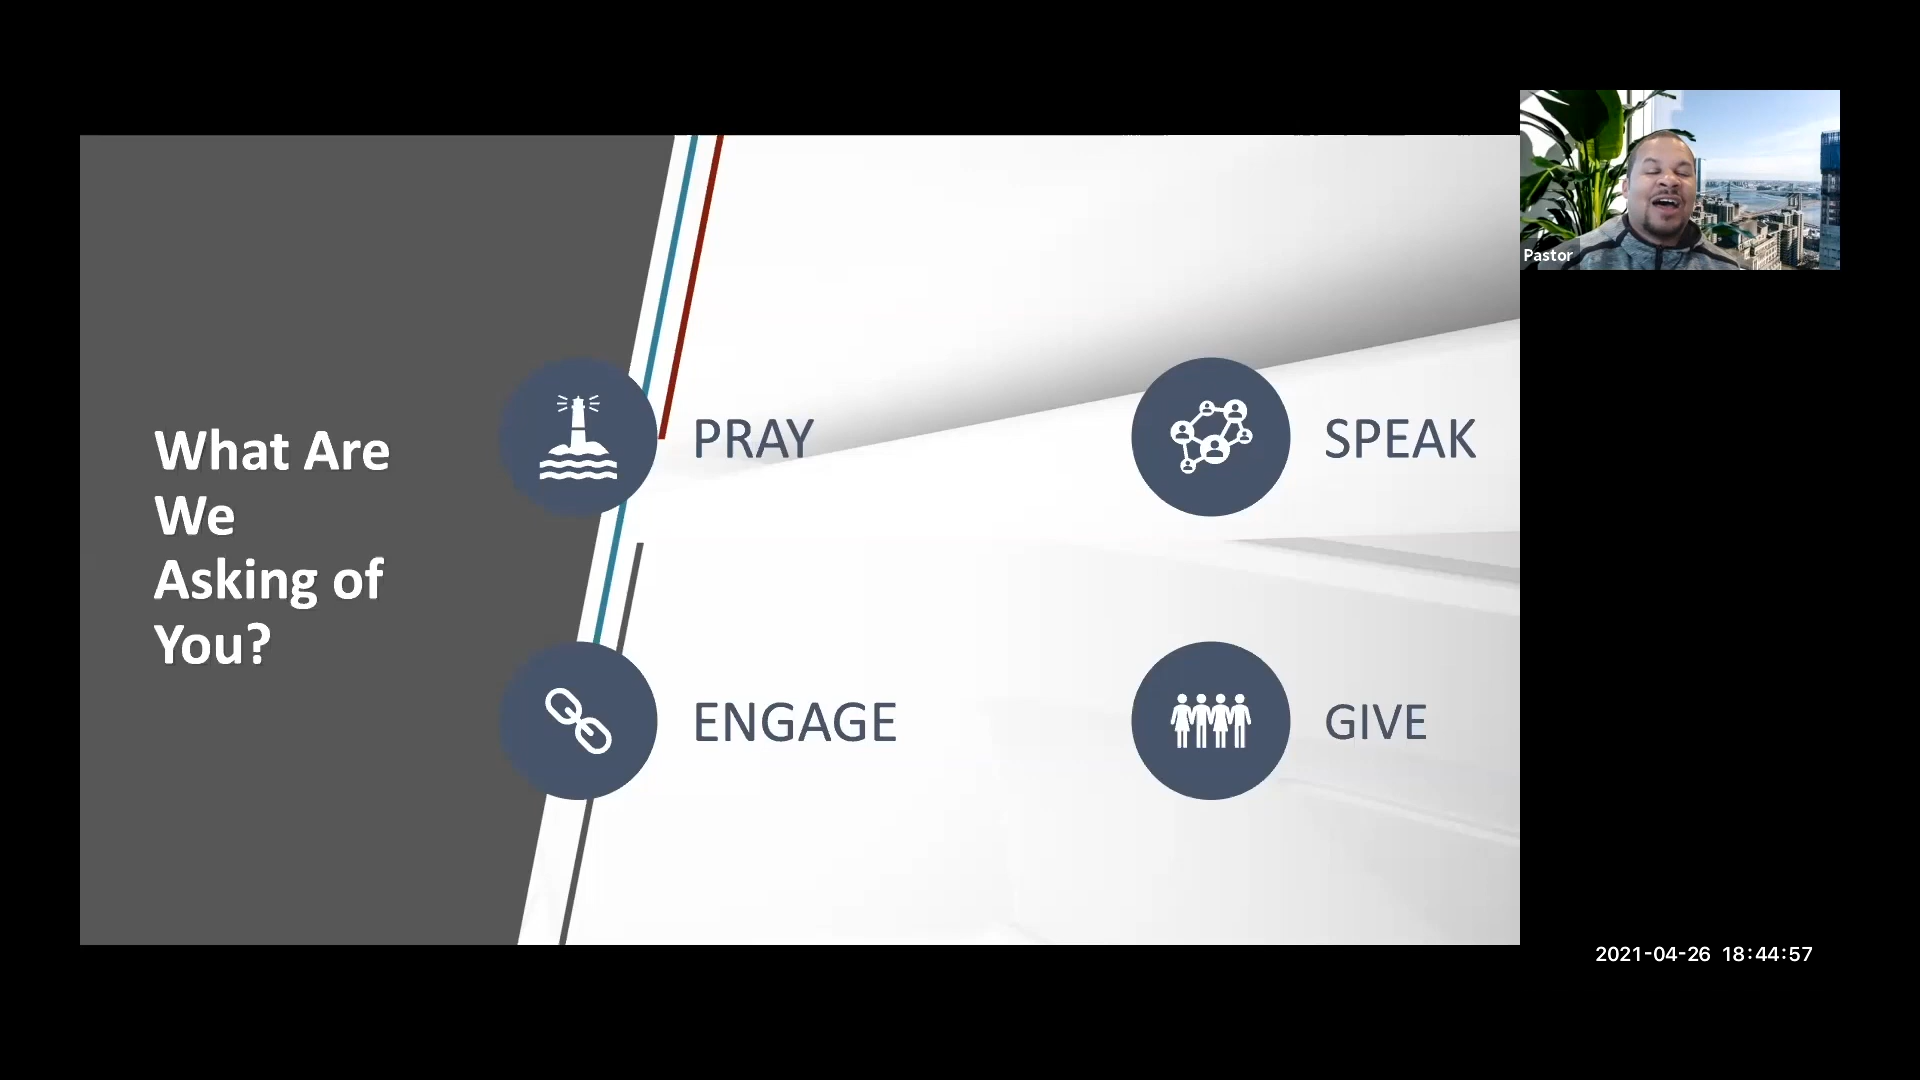 What Are
We
Asking of
You?
PRAY
SPEAK
ENGAGE
GIVE
Pastor
2021-04-26 18:44:57